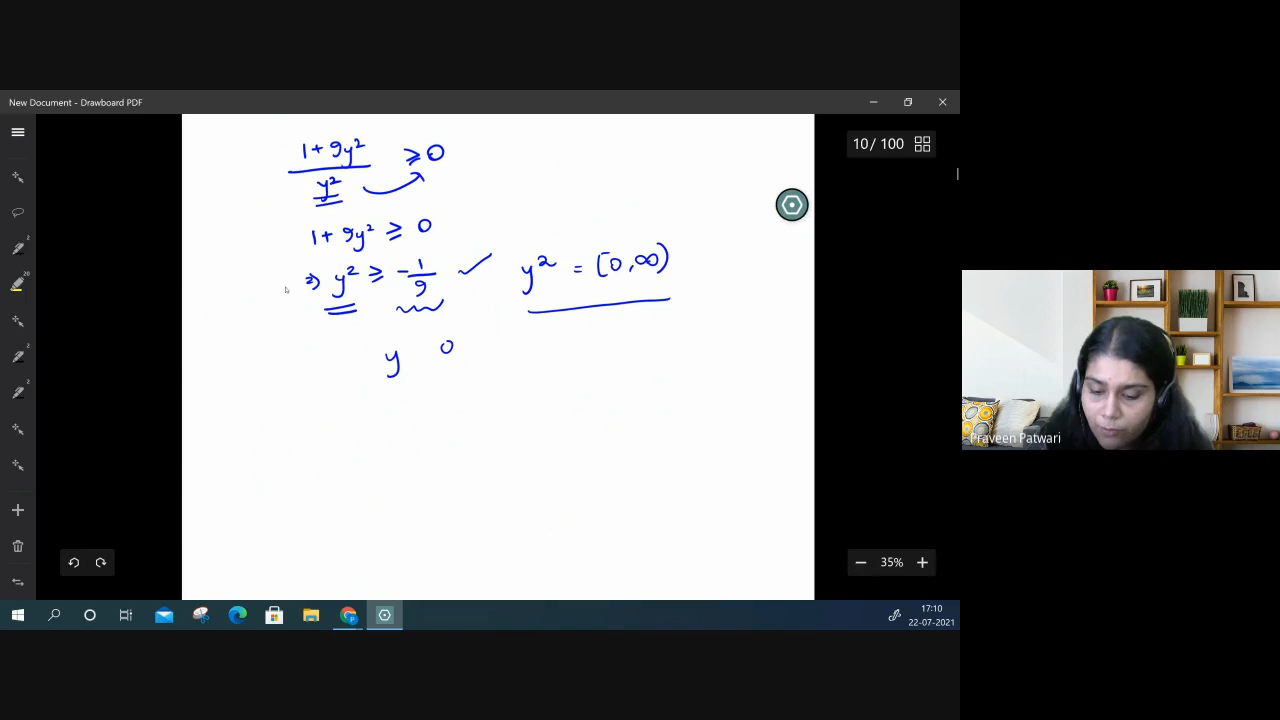 New Document - Drawboard PDF
10 / 100
1 + 9y² / y² ≥ 0
1 + 9y² ≥ 0
⇒ y² ≥ -1/9 ✓ y² = [0, ∞)
y 0
Praveen Patwari
35%
17:10
22-07-2021